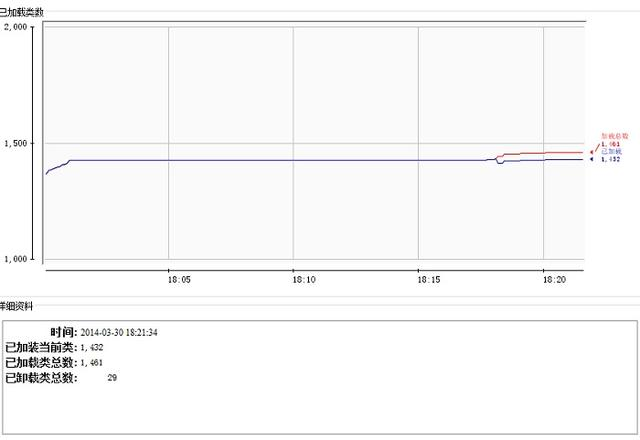 已加载类数
2,000
加载总数
1,461
1,500
已加载
1,432
1,000
18:05 18:10 18:15 18:20
详细资料
时间: 2014-03-30 18:21:34
已加装当前类: 1,432
已加载类总数: 1,461
已卸载类总数: 29